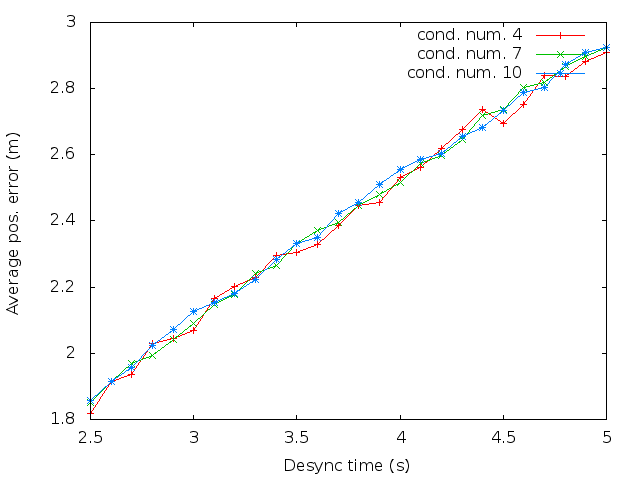 3
2.8
2.6
2.4
2.2
2
1.8
Average pos. error (m)
cond. num. 4
cond. num. 7
cond. num. 10
2.5 3 3.5 4 4.5 5
Desync time (s)